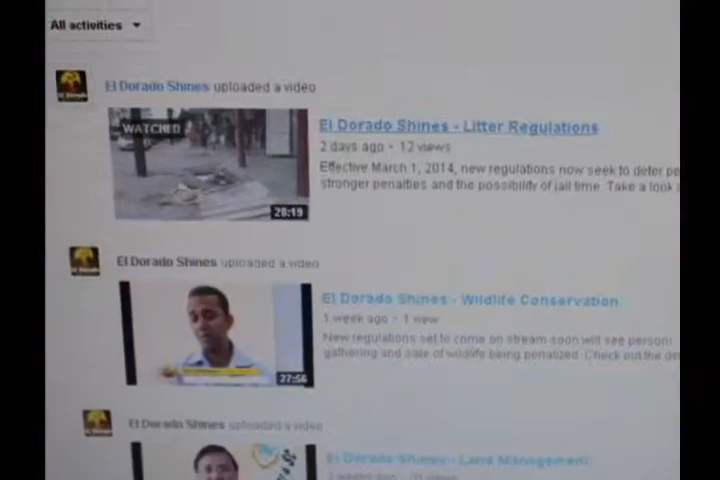 All activities
El Dorado Shines uploaded a video
WATCHED
28:19
El Dorado Shines - Litter Regulations
2 days ago • 12 views
Effective March 1, 2014, new regulations now seek to deter pe
stronger penalties and the possibility of jail time. Take a look a
El Dorado Shines uploaded a video
27:56
El Dorado Shines - Wildlife Conservation
1 week ago • 1 view
New regulations set to come on stream soon will see person
gathering and sale of wildlife being penalized. Check out the
El Dorado Shines uploaded a video
El Dorado Shines - Land Management